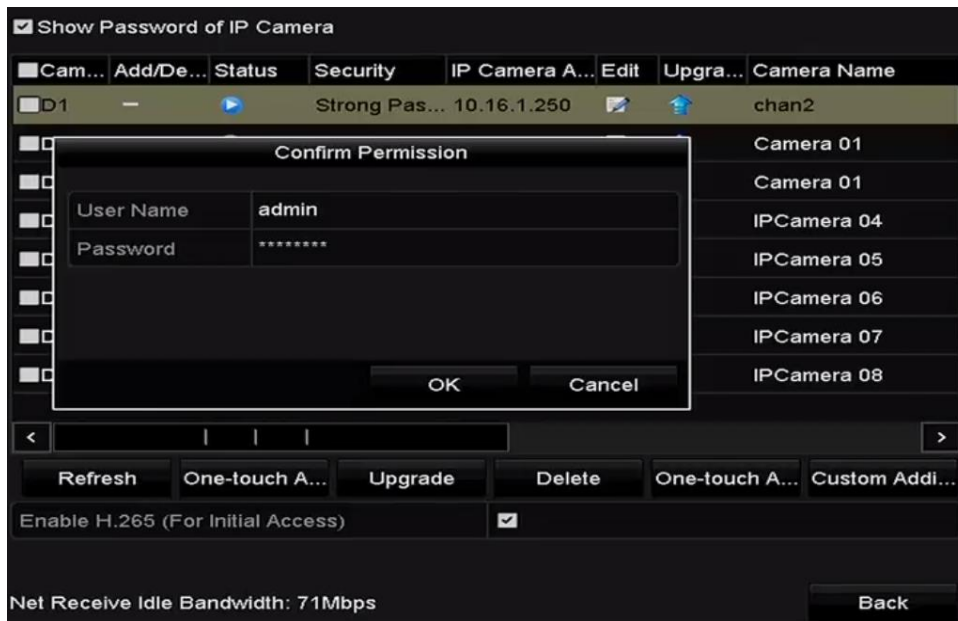 Show Password of IP Camera
Cam... Add/De... Status Security IP Camera A... Edit Upgra... Camera Name
D1 — Strong Pas... 10.16.1.250 chan2
Confirm Permission
Camera 01
Camera 01
User Name admin
IPCamera 04
Password ********
IPCamera 05
IPCamera 06
IPCamera 07
OK Cancel
IPCamera 08
Refresh One-touch A... Upgrade Delete One-touch A... Custom Addi...
Enable H.265 (For Initial Access)
Net Receive Idle Bandwidth: 71Mbps
Back